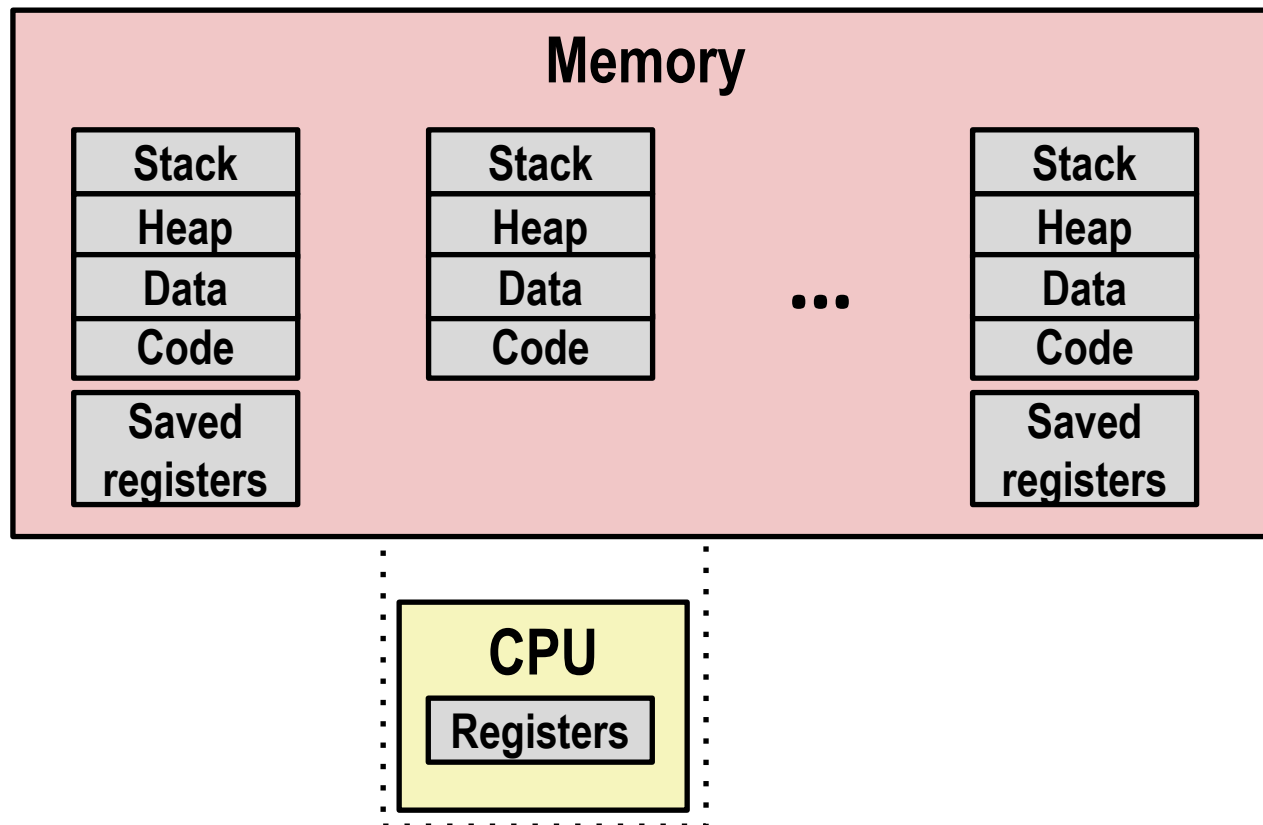 Memory
Stack
Heap
Data
Code
Saved
registers
Stack
Heap
Data
Code
...
Stack
Heap
Data
Code
Saved
registers
CPU
Registers